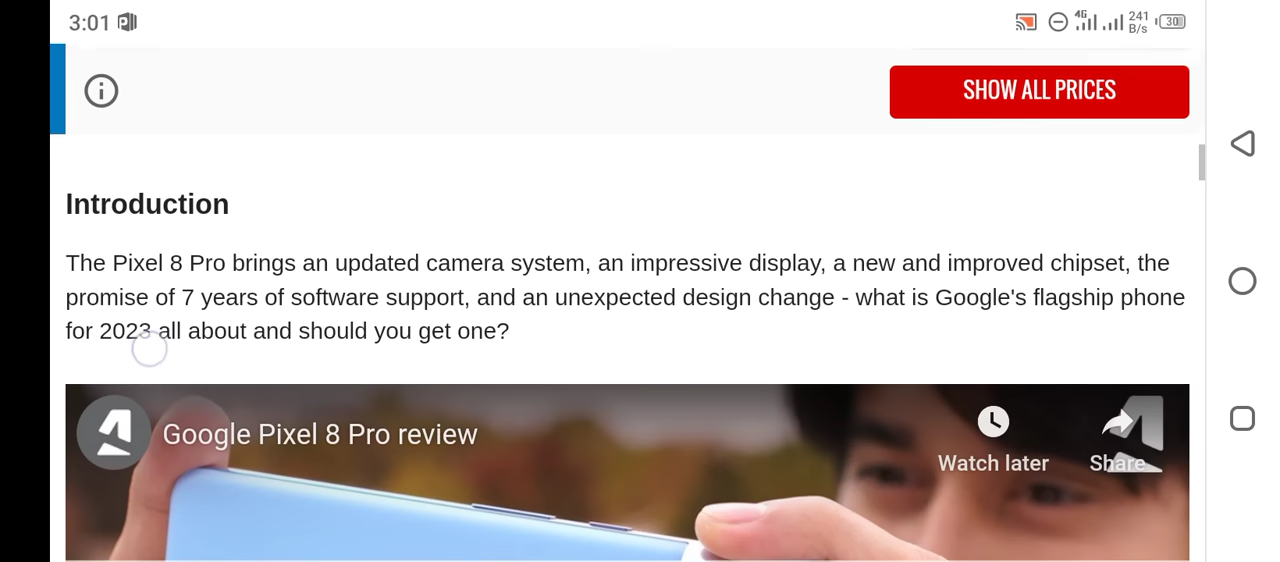 3:01
4G
241
B/s
30
SHOW ALL PRICES
Introduction
The Pixel 8 Pro brings an updated camera system, an impressive display, a new and improved chipset, the
promise of 7 years of software support, and an unexpected design change - what is Google's flagship phone
for 2023 all about and should you get one?
Google Pixel 8 Pro review
Watch later
Share